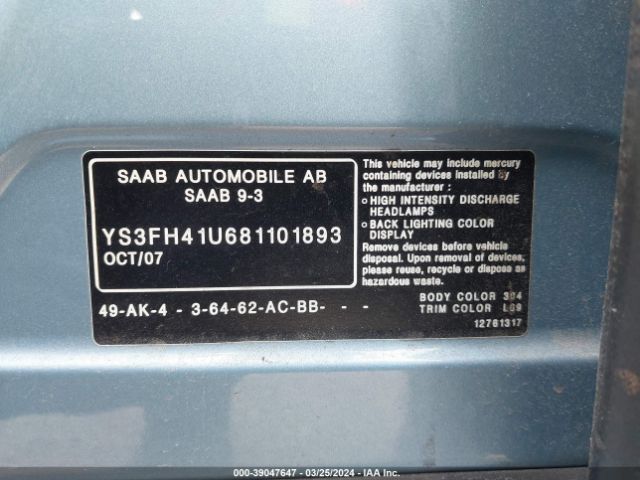 SAAB AUTOMOBILE AB
SAAB 9-3
YS3FH41U681101893
OCT/07
49-AK-4 - 3-64-62-AC-BB- - -
This vehicle may include mercury
containing devices installed by
the manufacturer :
o HIGH INTENSITY DISCHARGE
HEADLAMPS
o BACK LIGHTING COLOR
DISPLAY
Remove devices before vehicle
disposal. Upon removal of devices,
please reuse, recycle or dispose as
hazardous waste.
BODY COLOR 304
TRIM COLOR
12761317
000-39047647 - 03/25/2024 - IAA Inc.